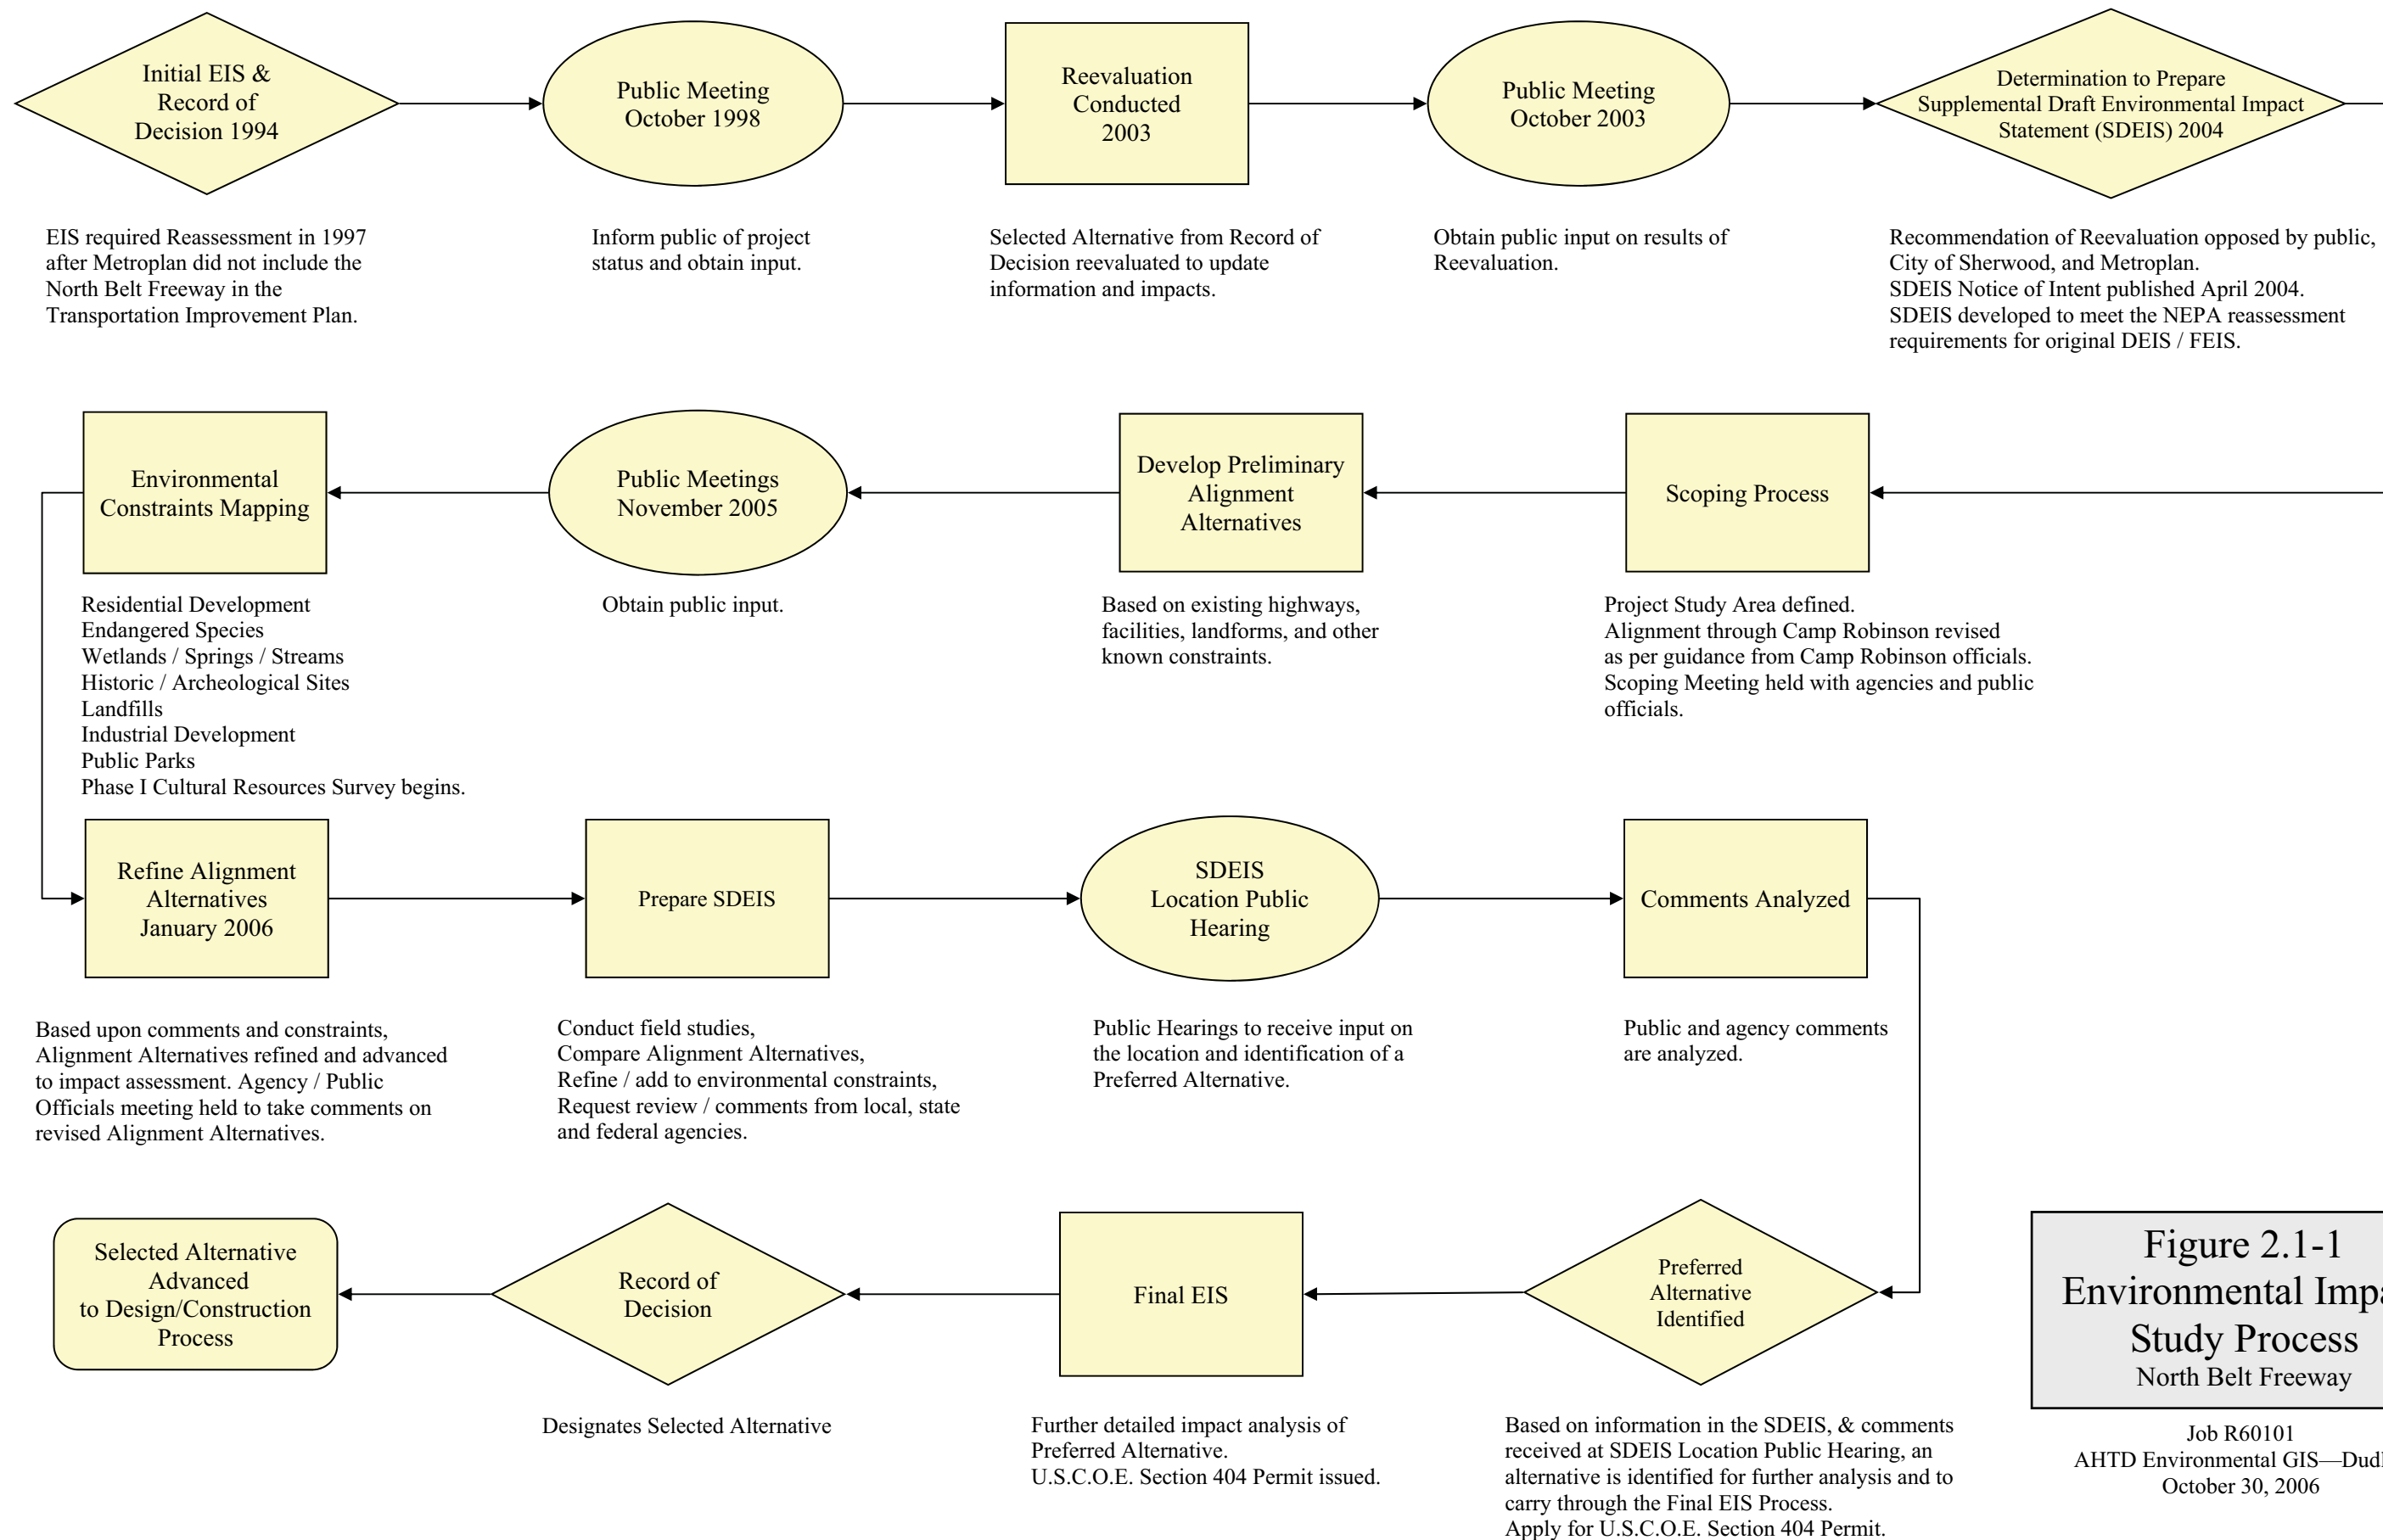 Initial EIS &
Record of
Decision 1994
Public Meeting
October 1998
Reevaluation
Conducted
2003
Public Meeting
October 2003
Determination to Prepare
Supplemental Draft Environmental Impact
Statement (SDEIS) 2004
EIS required Reassessment in 1997
after Metroplan did not include the
North Belt Freeway in the
Transportation Improvement Plan.
Inform public of project
status and obtain input.
Selected Alternative from Record of
Decision reevaluated to update
information and impacts.
Obtain public input on results of
Reevaluation.
Recommendation of Reevaluation opposed by public,
City of Sherwood, and Metroplan.
SDEIS Notice of Intent published April 2004.
SDEIS developed to meet the NEPA reassessment
requirements for original DEIS / FEIS.
Environmental
Constraints Mapping
Public Meetings
November 2005
Develop Preliminary
Alignment
Alternatives
Scoping Process
Residential Development
Endangered Species
Wetlands / Springs / Streams
Historic / Archeological Sites
Landfills
Industrial Development
Public Parks
Phase I Cultural Resources Survey begins.
Obtain public input.
Based on existing highways,
facilities, landforms, and other
known constraints.
Project Study Area defined.
Alignment through Camp Robinson revised
as per guidance from Camp Robinson officials.
Scoping Meeting held with agencies and public
officials.
Refine Alignment
Alternatives
January 2006
Prepare SDEIS
SDEIS
Location Public
Hearing
Comments Analyzed
Based upon comments and constraints,
Alignment Alternatives refined and advanced
to impact assessment. Agency / Public
Officials meeting held to take comments on
revised Alignment Alternatives.
Conduct field studies,
Compare Alignment Alternatives,
Refine / add to environmental constraints,
Request review / comments from local, state
and federal agencies.
Public Hearings to receive input on
the location and identification of a
Preferred Alternative.
Public and agency comments
are analyzed.
Selected Alternative
Advanced
to Design/Construction
Process
Record of
Decision
Final EIS
Preferred
Alternative
Identified
Designates Selected Alternative
Further detailed impact analysis of
Preferred Alternative.
U.S.C.O.E. Section 404 Permit issued.
Based on information in the SDEIS, & comments
received at SDEIS Location Public Hearing, an
alternative is identified for further analysis and to
carry through the Final EIS Process.
Apply for U.S.C.O.E. Section 404 Permit.
Figure 2.1-1
Environmental
Study Process
North Belt Freeway
Job R60101
AHTD Environmental GIS—
October 30, 2006